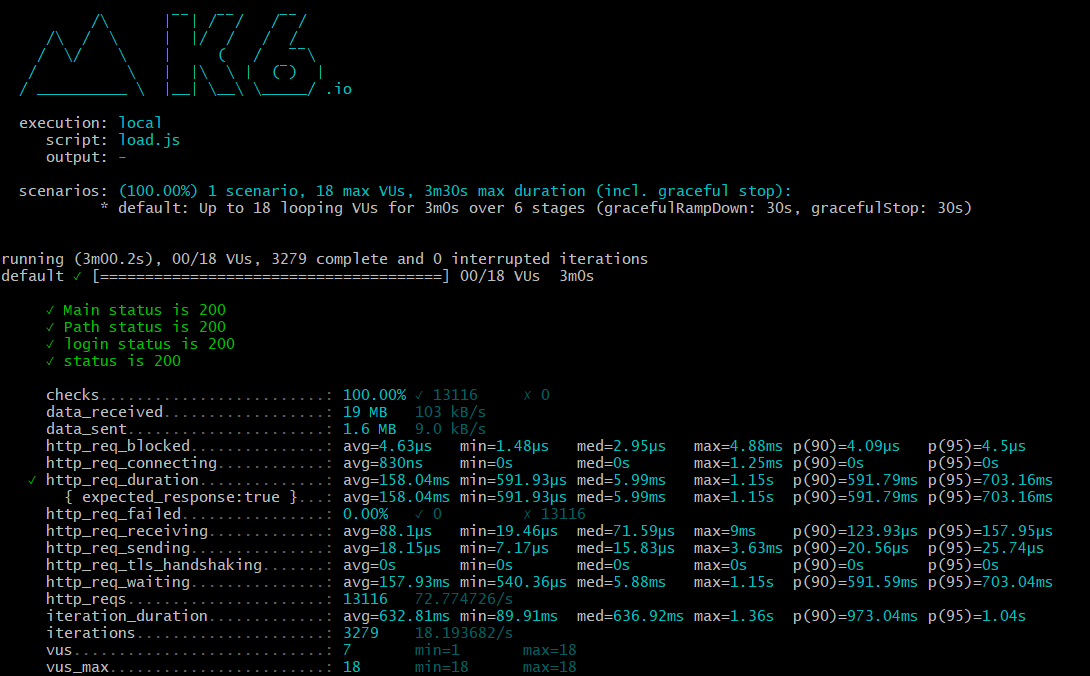 .io
execution: local
script: load.js
output: -
scenarios: (100.00%) 1 scenario, 18 max VUs, 3m30s max duration (incl. graceful stop):
* default: Up to 18 looping VUs for 3m0s over 6 stages (gracefulRampDown: 30s, gracefulStop: 30s)
running (3m00.2s), 00/18 VUs, 3279 complete and 0 interrupted iterations
default ✓ [======================================] 00/18 VUs  3m0s
✓ Main status is 200
✓ Path status is 200
✓ login status is 200
✓ status is 200
checks.........................: 100.00% ✓ 13116     ✗ 0
data_received..................: 19 MB   103 kB/s
data_sent......................: 1.6 MB  9.0 kB/s
http_req_blocked...............: avg=4.63µs   min=1.48µs   med=2.95µs   max=4.88ms p(90)=4.09µs   p(95)=4.5µs
http_req_connecting............: avg=830ns    min=0s       med=0s       max=1.25ms p(90)=0s       p(95)=0s
✓ http_req_duration..............: avg=158.04ms min=591.93µs med=5.99ms   max=1.15s  p(90)=591.79ms p(95)=703.16ms
{ expected_response:true }...: avg=158.04ms min=591.93µs med=5.99ms   max=1.15s  p(90)=591.79ms p(95)=703.16ms
http_req_failed................: 0.00%   ✓ 0         ✗ 13116
http_req_receiving.............: avg=88.1µs   min=19.46µs  med=71.59µs  max=9ms    p(90)=123.93µs p(95)=157.95µs
http_req_sending...............: avg=18.15µs  min=7.17µs   med=15.83µs  max=3.63ms p(90)=20.56µs  p(95)=25.74µs
http_req_tls_handshaking.......: avg=0s       min=0s       med=0s       max=0s     p(90)=0s       p(95)=0s
http_req_waiting...............: avg=157.93ms min=540.36µs med=5.88ms   max=1.15s  p(90)=591.59ms p(95)=703.04ms
http_reqs......................: 13116   72.774726/s
iteration_duration.............: avg=632.81ms min=89.91ms  med=636.92ms max=1.36s  p(90)=973.04ms p(95)=1.04s
iterations.....................: 3279    18.193682/s
vus............................: 7       min=1       max=18
vus_max........................: 18      min=18      max=18